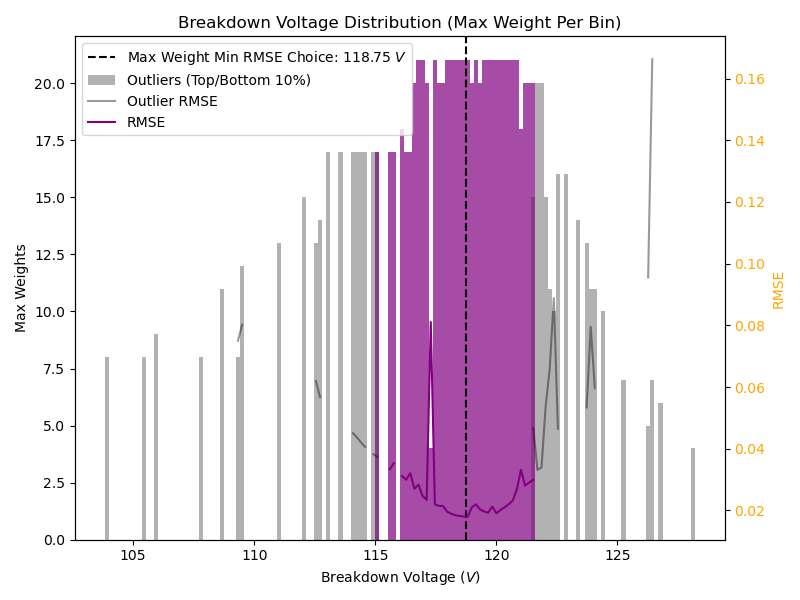 Breakdown Voltage Distribution (Max Weight Per Bin)
Max Weight Min RMSE Choice: 118.75 V
Outliers (Top/Bottom 10%)
Outlier RMSE
RMSE
Max Weights
20.0
17.5
15.0
12.5
10.0
7.5
5.0
2.5
0.0
105 110 115 120 125
Breakdown Voltage (V)
0.16
0.14
0.12
0.10
0.08
0.06
0.04
0.02
RMSE